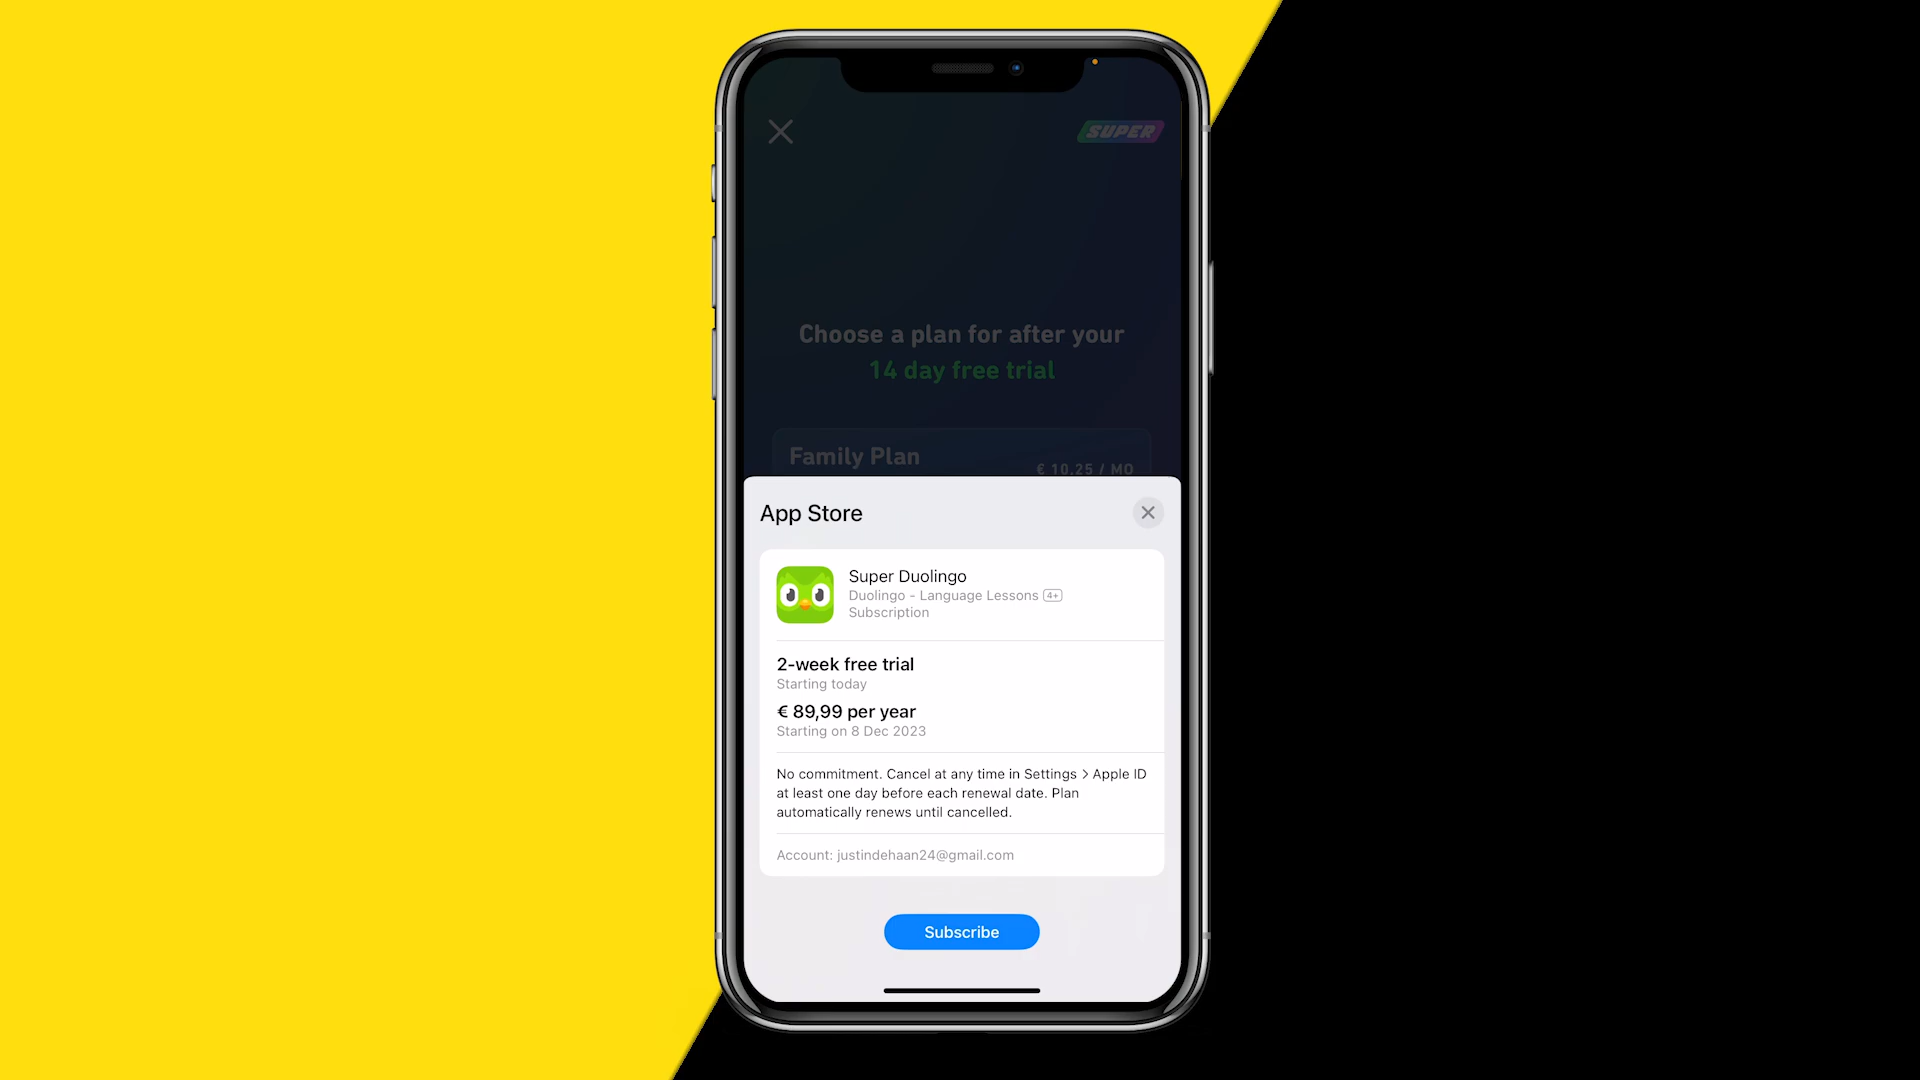 SUPER
Choose a plan for after your
14 day free trial
Family Plan
€ 10.25 / MO
App Store
Super Duolingo
Duolingo - Language Lessons 4+
Subscription
2-week free trial
Starting today
€ 89,99 per year
Starting on 8 Dec 2023
No commitment. Cancel at any time in Settings > Apple ID
at least one day before each renewal date. Plan
automatically renews until cancelled.
Account: justindehaan24@gmail.com
Subscribe